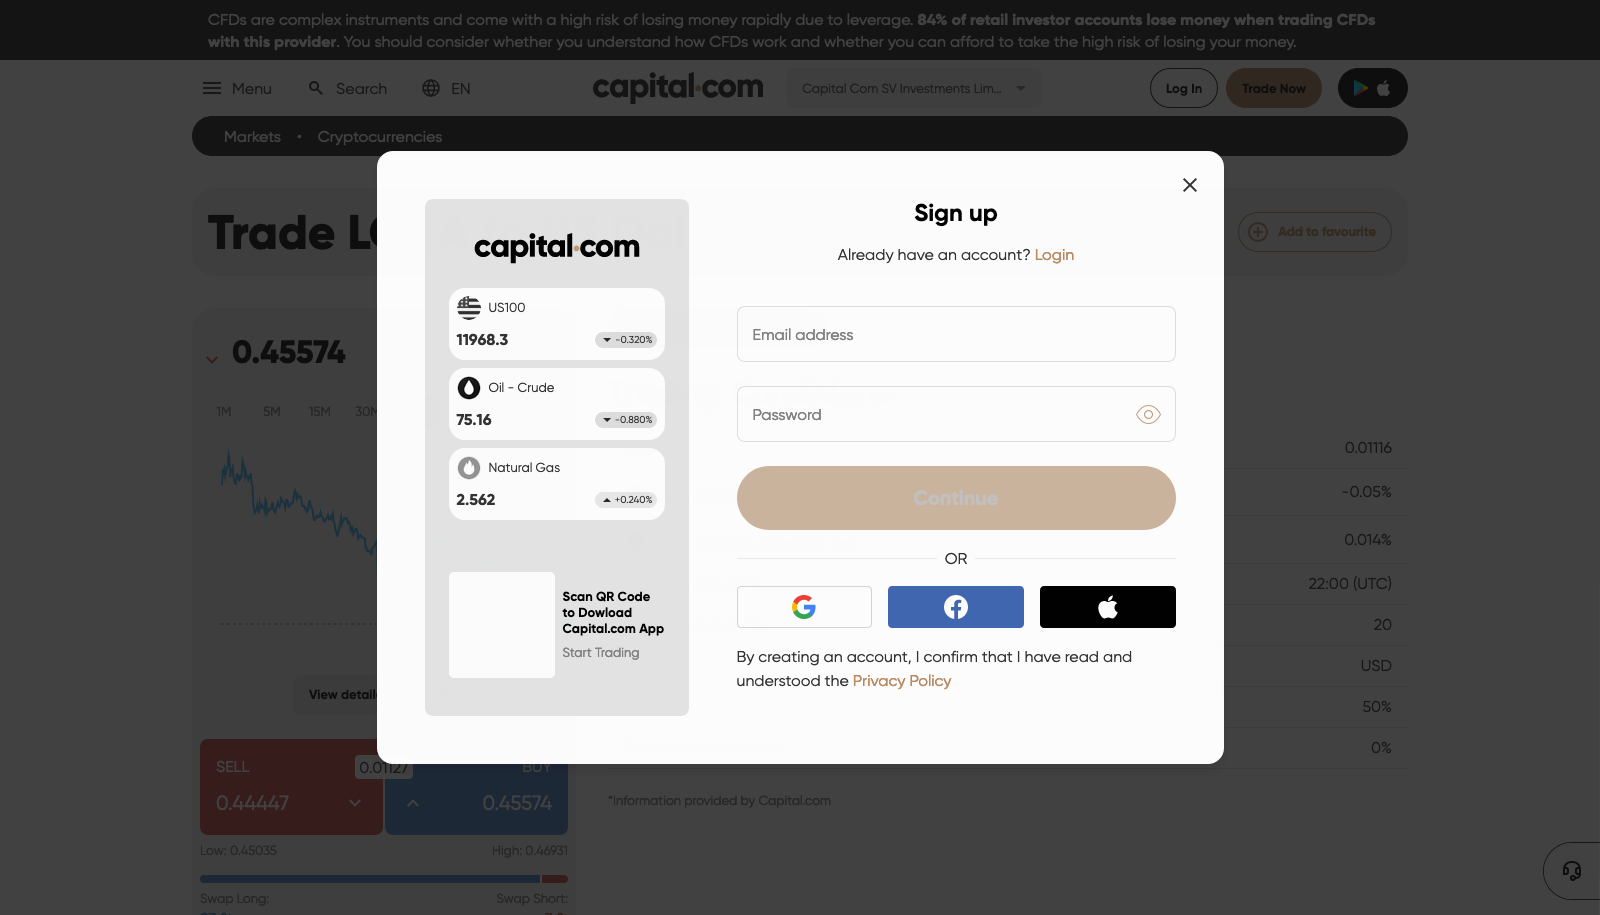 CFDs are complex instruments and come with a high risk of losing money rapidly due to leverage. 84% of retail investor accounts lose money when trading CFDs
with this provider. You should consider whether you understand how CFDs work and whether you can afford to take the high risk of losing your money.
Menu
Search
EN
capital.com
Capital Com SV Investments Lim...
Log In
Trade Now
Markets • Cryptocurrencies
Trade
Add to favourite
0.45574
1M 5M 15M
View
SELL
0.44447
0.01127
BUY
0.45574
Low: 0.45035
High: 0.46931
Swap Long:
Swap Short:
capital.com
US100
11968.3
-0.320%
Oil - Crude
75.16
-0.880%
Natural Gas
2.562
+0.240%
Scan QR Code
to Dowload
Capital.com App
Start Trading
Sign up
Already have an account? Login
Email address
Password
Continue
OR
By creating an account, I confirm that I have read and
understood the Privacy Policy
0.01116
-0.05%
0.014%
22:00 (UTC)
20
USD
50%
0%
*Information provided by Capital.com